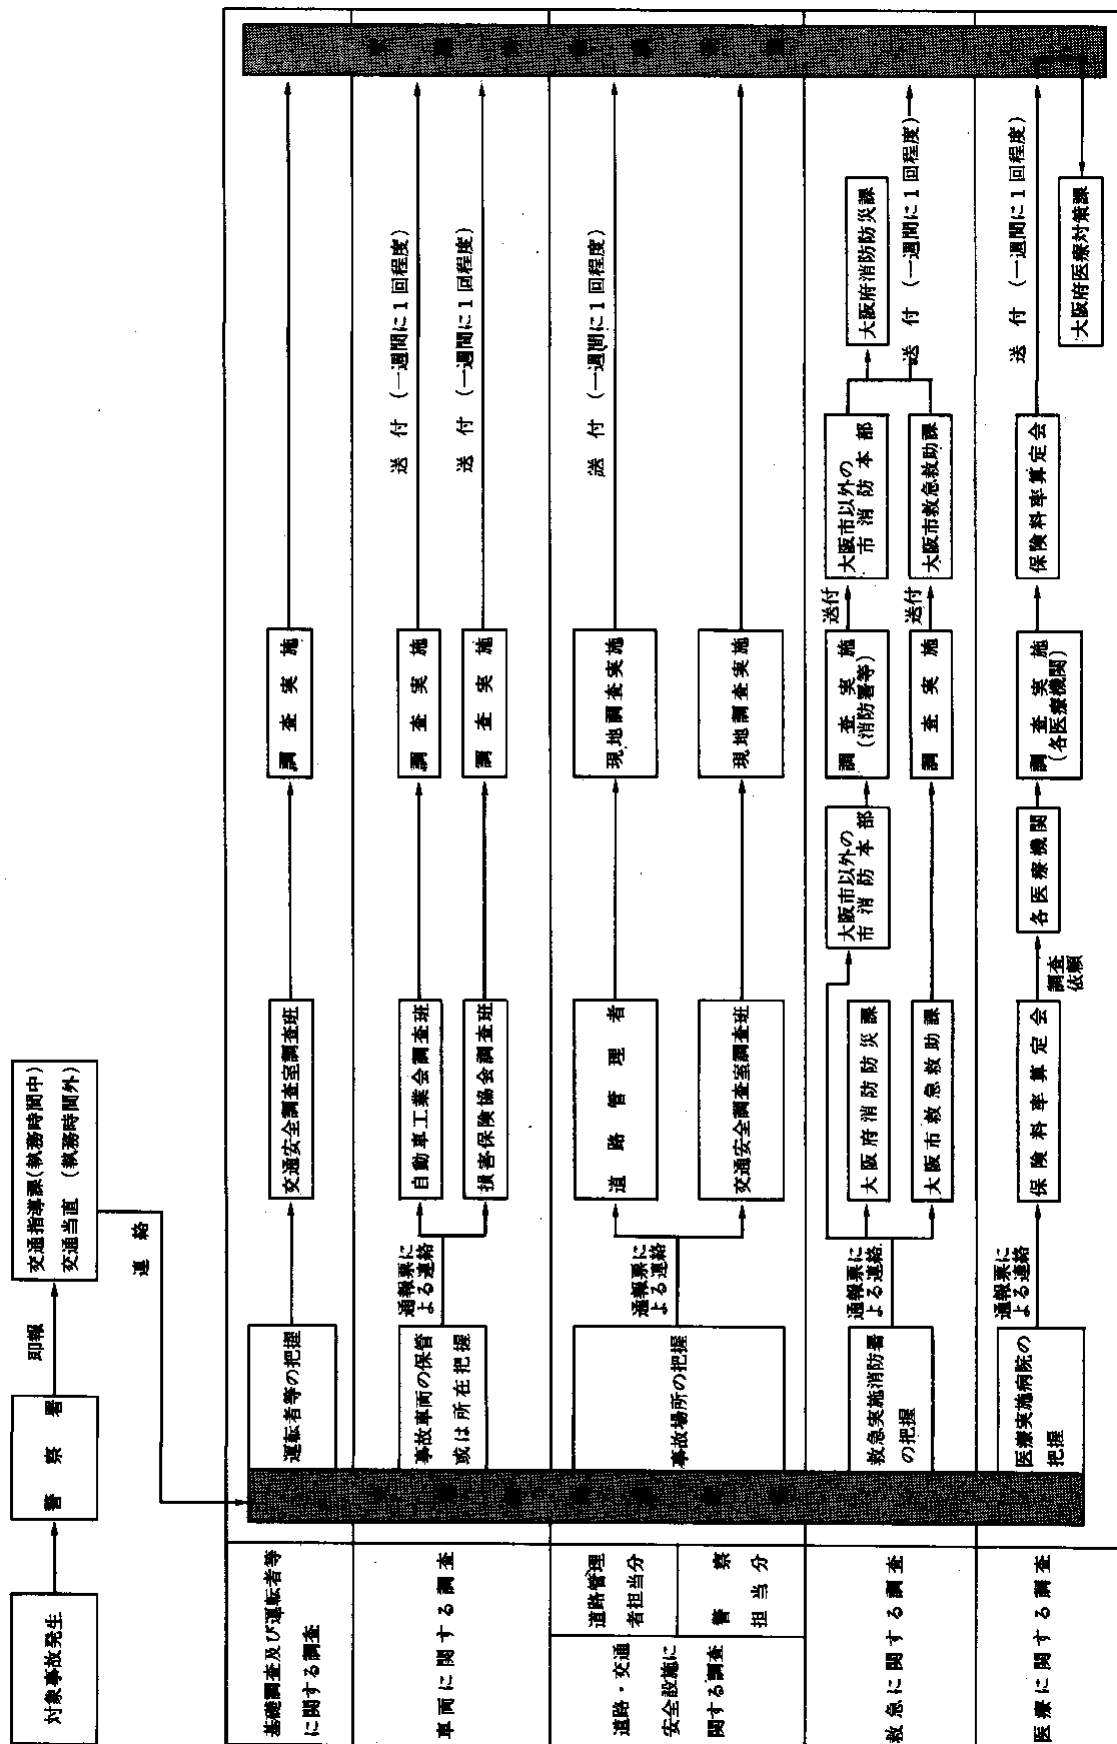 対象事故発生
警察署
即報
交通指導課(執務時間中)
交通当直(執務時間外)
連絡
基礎調査及び運転者等
に関する調査
運転者等の把握
交通安全調査室調査班
調査実施
車両に関する調査
事故車両の保管
或は所在把握
通報票に
よる連絡
自動車工業会調査班
調査実施
送付(一週間に1回程度)
損害保険協会調査班
調査実施
送付(一週間に1回程度)
道路・交通
安全設施に
関する調査
道路管理
者担当分
警察
担当分
事故場所の把握
通報票に
よる連絡
道路管理者
現地調査実施
送付(一週間に1回程度)
交通安全調査室調査班
現地調査実施
救急に関する調査
救急実施消防署
の把握
通報票に
よる連絡
大阪府消防防災課
大阪市以外の
市消防本部
調査実施
(消防署等)
送付
大阪市以外の
市消防本部
大阪府消防防災課
大阪市救急救助課
調査実施
送付
大阪市救急救助課
送付(一週間に1回程度)
医療に関する調査
医療実施病院の
把握
通報票に
よる連絡
保険料率算定会
調査
依頼
各医療機関
調査実施
(各医療機関)
保険料率算定会
送付(一週間に1回程度)
大阪府医療対策課